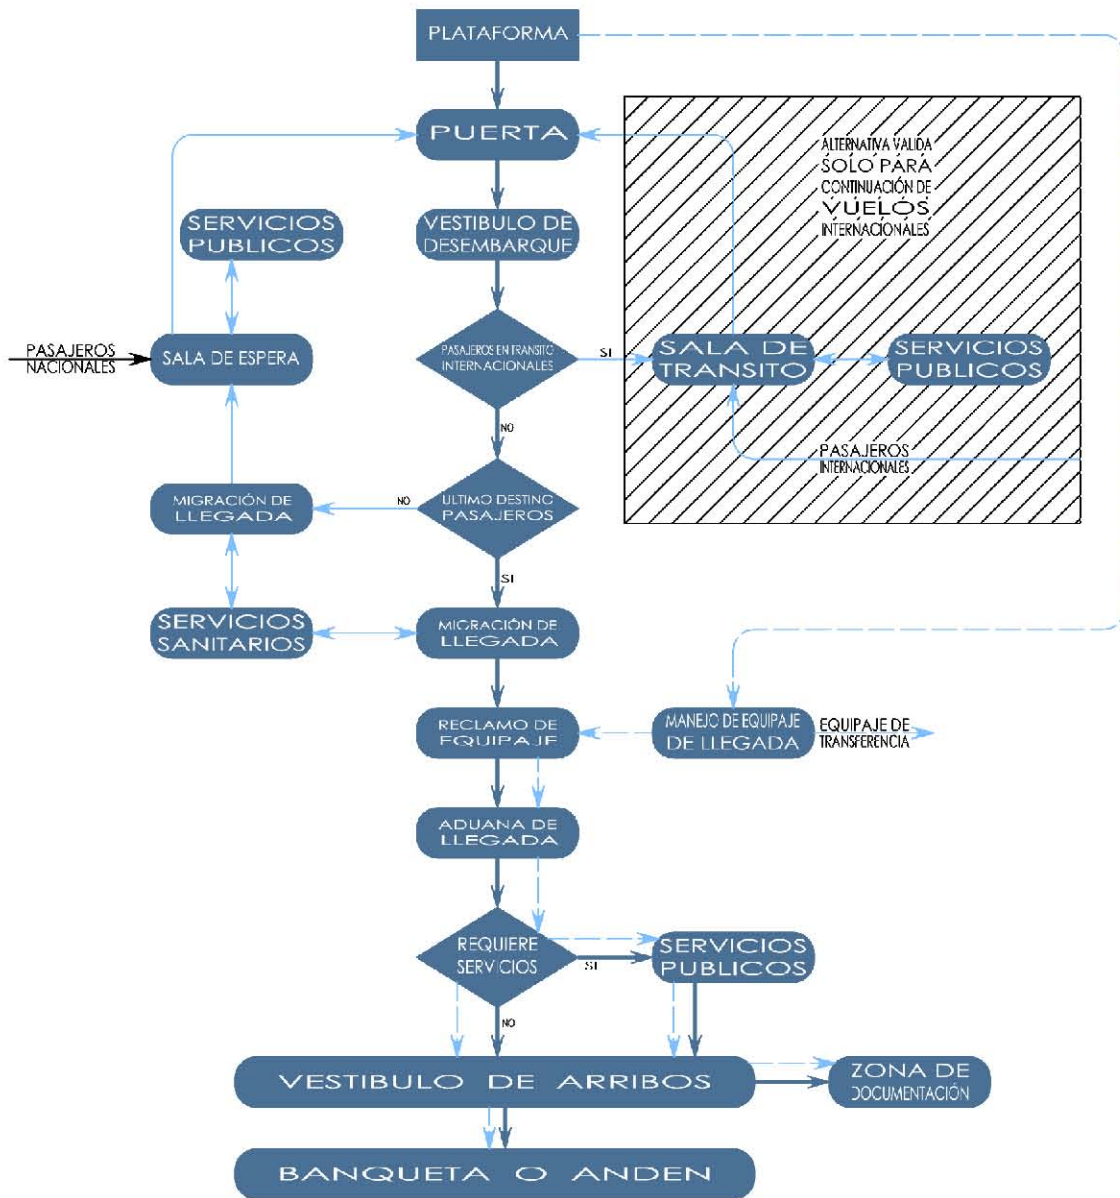 PLATAFORMA
PUERTA
ALTERNATIVA VALIDA
SOLO PARA
CONTINUACIÓN DE
VUELOS
INTERNACIONALES
SERVICIOS
PUBLICOS
VESTIBULO DE
DESEMBARQUE
PASAJEROS
NACIONALES
SALA DE ESPERA
PASAJEROS EN TRANSITO
INTERNACIONALES
SI
SALA DE
TRANSITO
SERVICIOS
PUBLICOS
NO
PASAJEROS
INTERNACIONALES
MIGRACIÓN DE
LLEGADA
NO
ULTIMO DESTINO
PASAJEROS
SI
SERVICIOS
SANITARIOS
MIGRACIÓN DE
LLEGADA
RECLAMO DE
EQUIPAJE
MANEJO DE EQUIPAJE
DE LLEGADA
EQUIPAJE DE
TRANSFERENCIA
ADUANA DE
LLEGADA
REQUIERE
SERVICIOS
SI
SERVICIOS
PUBLICOS
NO
VESTIBULO DE ARRIBOS
ZONA DE
DOCUMENTACIÓN
BANQUETA O ANDEN